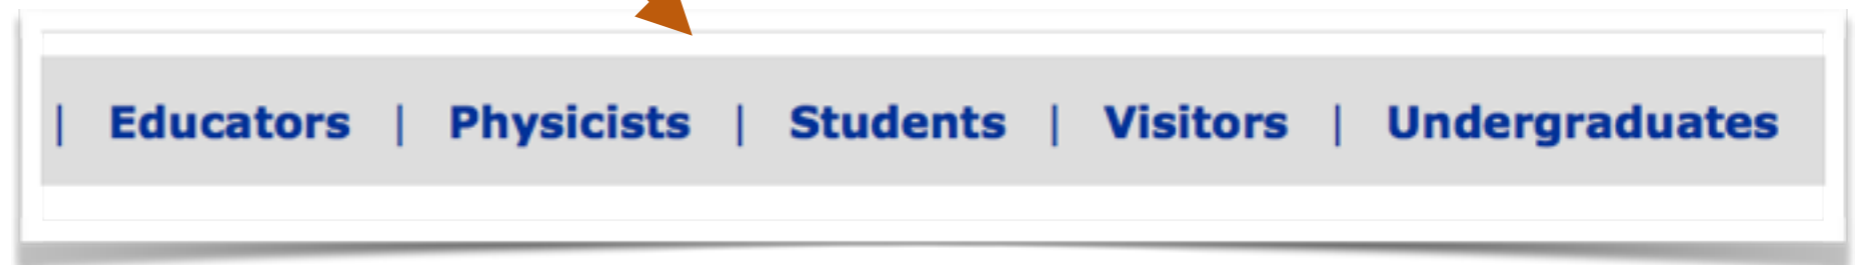 | Educators | Physicists | Students | Visitors | Undergraduates